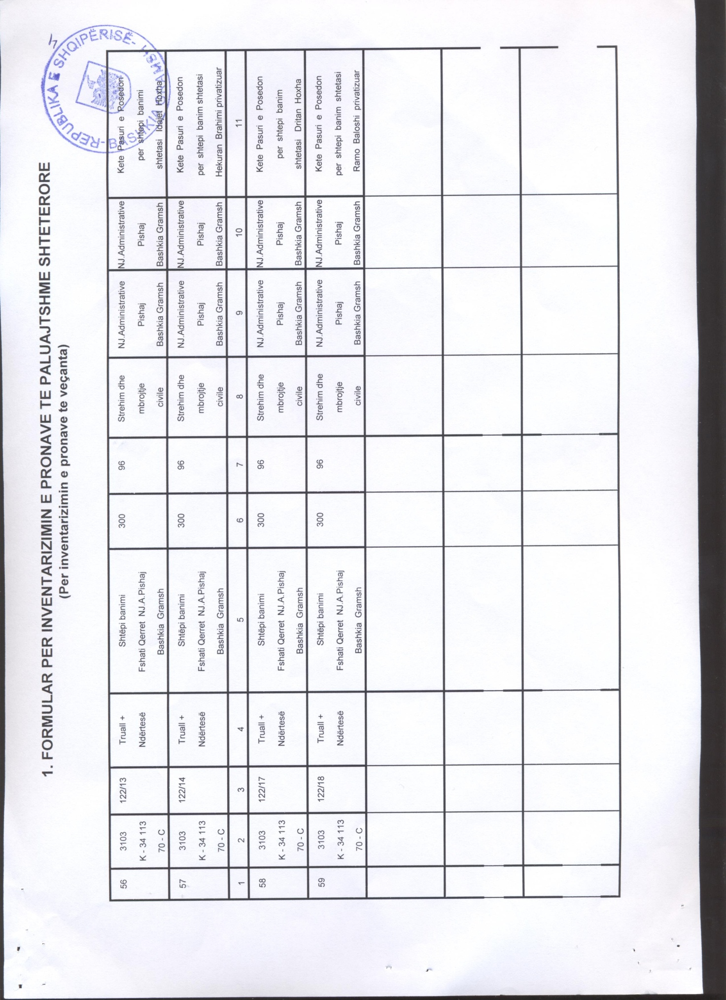 1. FORMULAR PER INVENTARIZIMIN E PRONAVE TE PALUAJTSHME SHTETERORE
(Per inventarizimin e pronave te veçanta)
REPUBLIKA E SHQIPËRISË - BASHKIA GRAMSH
56
3103
K - 34 113
70 - C
122/13
Truall +
Ndërtesë
Shtëpi banimi
Fshati Qerret NJ.A.Pishaj
Bashkia Gramsh
300
96
Strehim dhe
mbrojtje
civile
NJ.Administrative
Pishaj
Bashkia Gramsh
NJ.Administrative
Pishaj
Bashkia Gramsh
Kete Pasuri e Posedon
per shtepi banimi
shtetasi Idajet Hoxha
57
3103
K - 34 113
70 - C
122/14
Truall +
Ndërtesë
Shtëpi banimi
Fshati Qerret NJ.A.Pishaj
Bashkia Gramsh
300
96
Strehim dhe
mbrojtje
civile
NJ.Administrative
Pishaj
Bashkia Gramsh
NJ.Administrative
Pishaj
Bashkia Gramsh
Kete Pasuri e Posedon
per shtepi banim shtetasi
Hekuran Brahimi privatizuar
1 2 3 4 5 6 7 8 9 10 11
58
3103
K - 34 113
70 - C
122/17
Truall +
Ndërtesë
Shtëpi banimi
Fshati Qerret NJ.A.Pishaj
Bashkia Gramsh
300
96
Strehim dhe
mbrojtje
civile
NJ.Administrative
Pishaj
Bashkia Gramsh
NJ.Administrative
Pishaj
Bashkia Gramsh
Kete Pasuri e Posedon
per shtepi banim
shtetasi Dritan Hoxha
59
3103
K - 34 113
70 - C
122/18
Truall +
Ndërtesë
Shtëpi banimi
Fshati Qerret NJ.A.Pishaj
Bashkia Gramsh
300
96
Strehim dhe
mbrojtje
civile
NJ.Administrative
Pishaj
Bashkia Gramsh
NJ.Administrative
Pishaj
Bashkia Gramsh
Kete Pasuri e Posedon
per shtepi banim shtetasi
Ramo Baloshi privatizuar